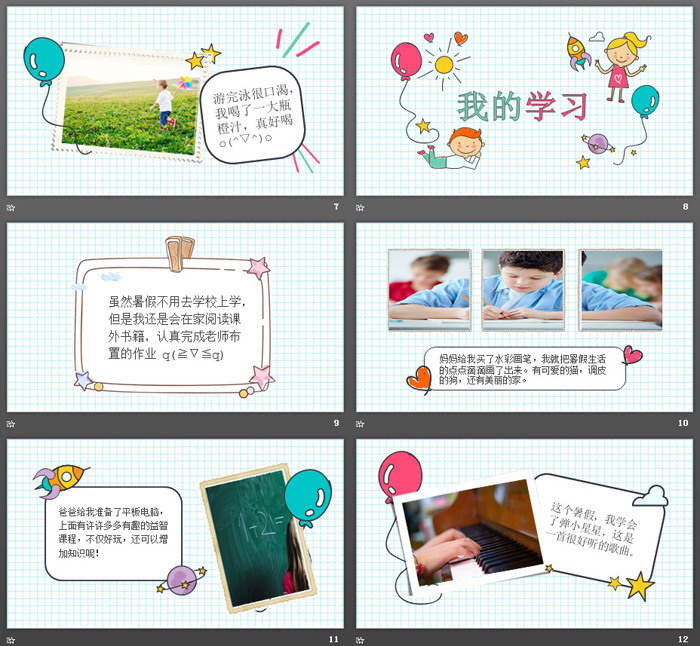 游完泳很口渴，
我喝了一大瓶
橙汁，真好喝
o(^▽^)o
7
我的学习
8
虽然暑假不用去学校上学，
但是我还是会在家阅读课
外书籍，认真完成老师布
置的作业 q(≧▽≦q)
9
妈妈给我买了水彩画笔，我就把暑假生活
的点点滴滴画了出来。有可爱的猫，调皮
的狗，还有美丽的家。
10
爸爸给我准备了平板电脑，
上面有许许多多有趣的益智
课程，不仅好玩，还可以增
加知识呢！
1-2=
11
这个暑假，我学会
了弹小星星，这是
一首很好听的歌曲。
12